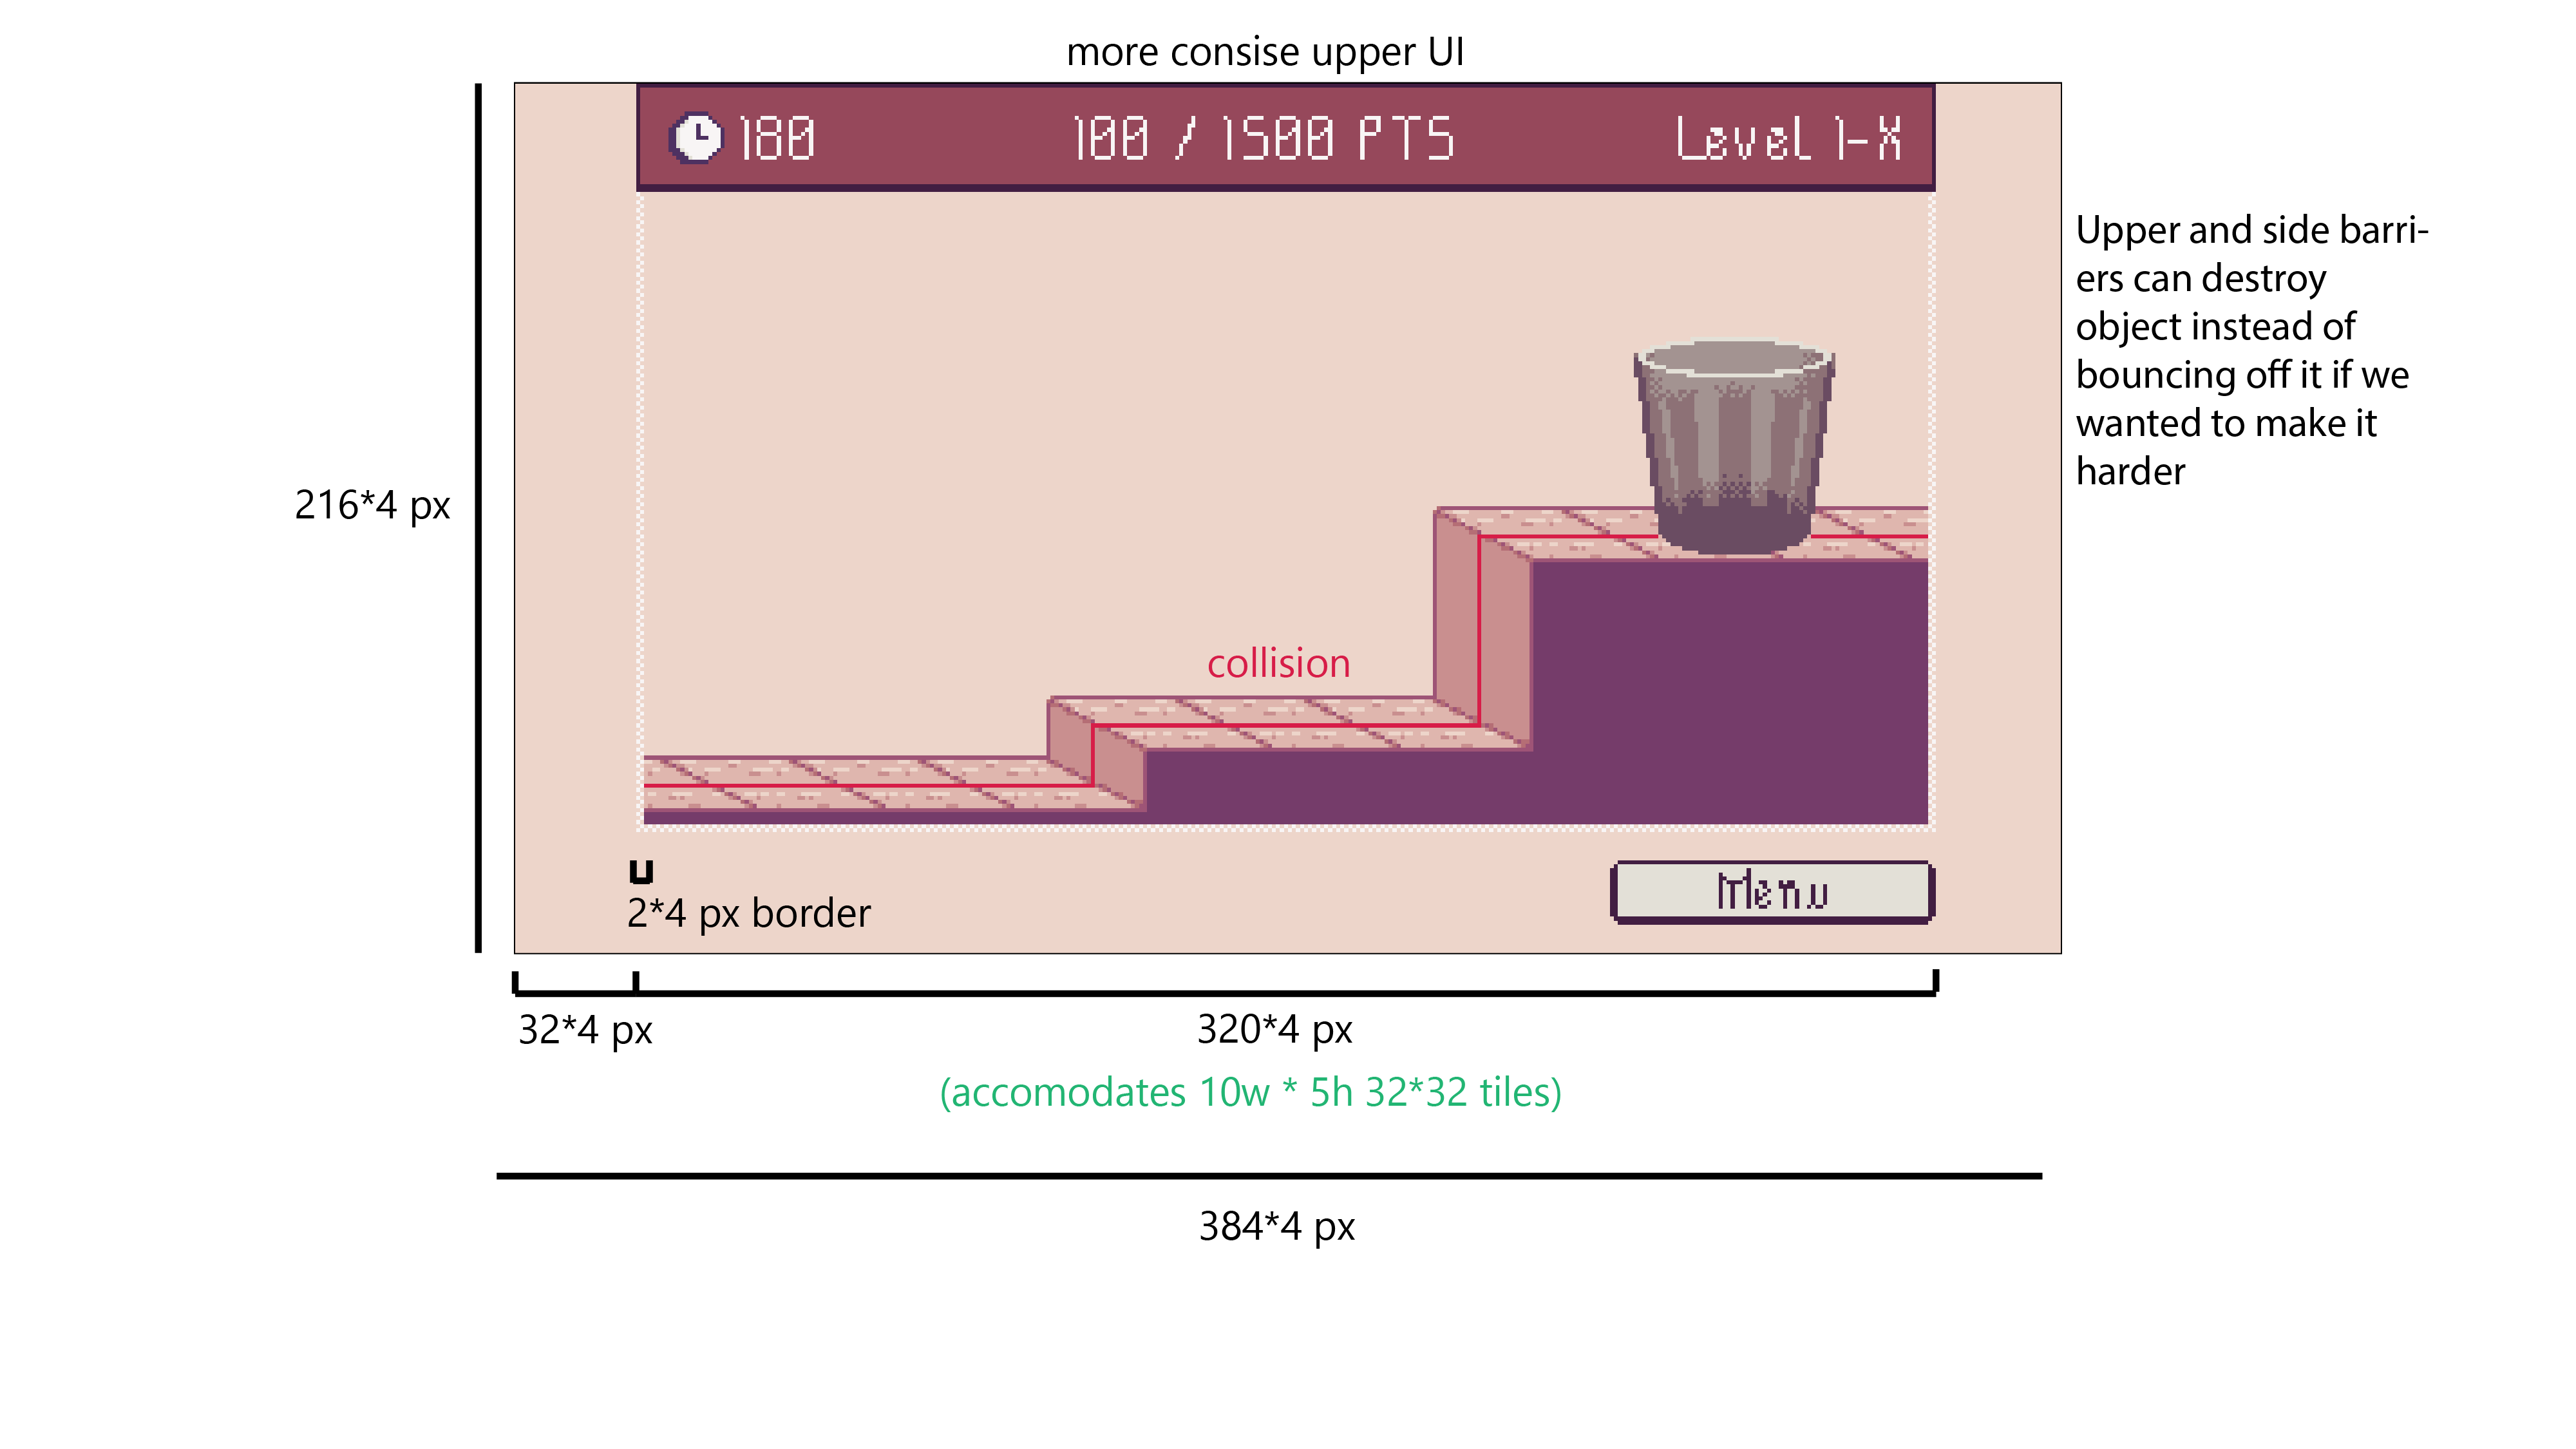 more consise upper UI
180
100 / 1500 PTS
Level 1-X
Upper and side barri-
ers can destroy
object instead of
bouncing off it if we
wanted to make it
harder
216*4 px
collision
2*4 px border
Menu
32*4 px
320*4 px
(accomodates 10w * 5h 32*32 tiles)
384*4 px